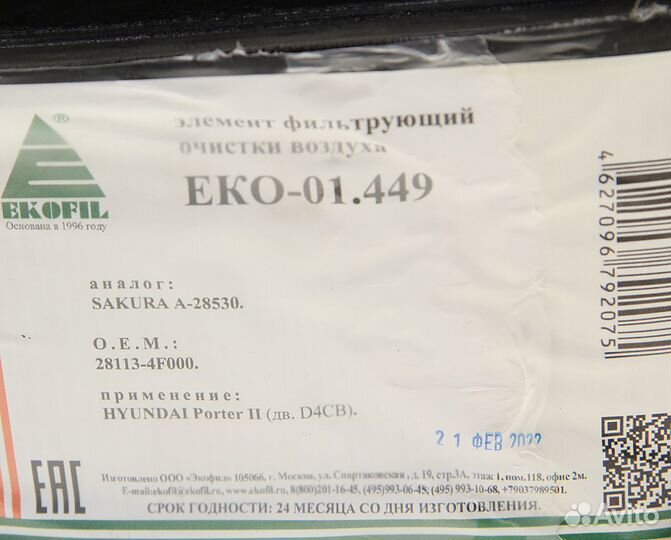 ®
элемент фильтрующий
очистки воздуха
ЕКО-01.449
EKOFIL
Основана в 1996 году
аналог:
SAKURA A-28530.
О.Е.М.:
28113-4F000.
применение:
HYUNDAI Porter II (дв. D4CB).
4627096792075
21 ФЕВ 2022
EAC
Изготовлено ООО «Экофил» 105066, г. Москва, ул. Спартаковская, д. 19, стр.3А, этаж 1, пом.118, офис 2м.
E-mail:ekofil@ekofil.ru, www.ekofil.ru, 8(800)201-16-45, (495)993-06-45, (495) 993-10-68, +79037989501.
СРОК ГОДНОСТИ: 24 МЕСЯЦА СО ДНЯ ИЗГОТОВЛЕНИЯ.
Avito